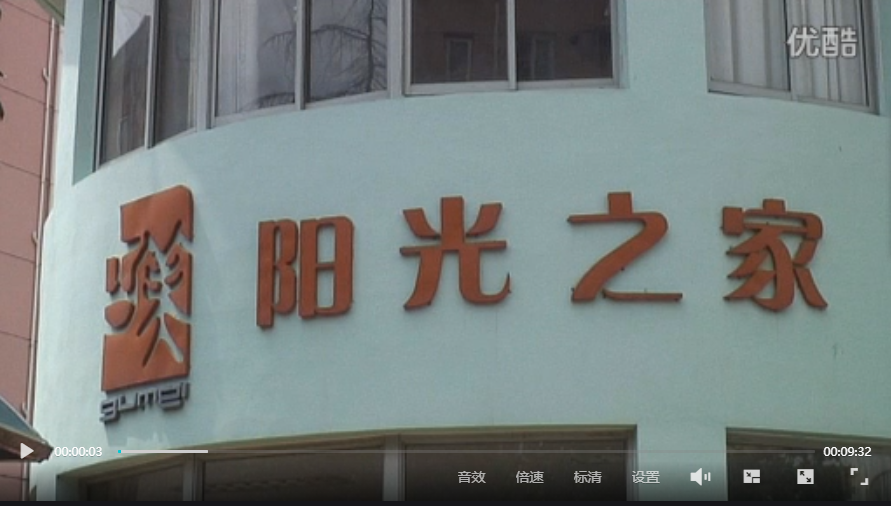 优酷
阳光之家
gumei
00:00:03
00:09:32
音效 倍速 标清 设置